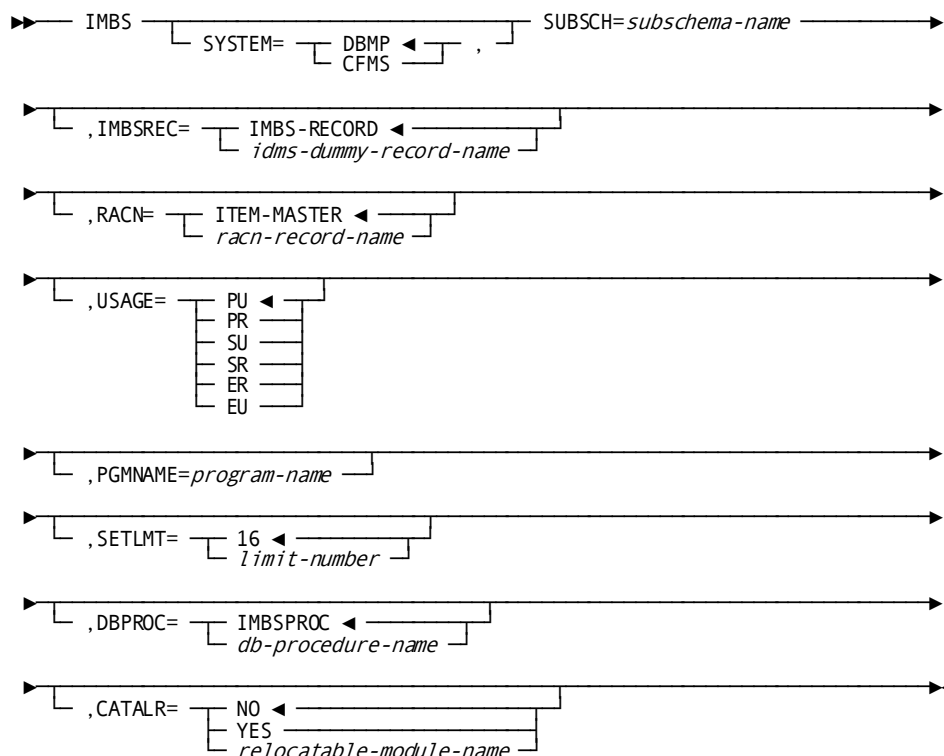 IMBS SUBSCH=subschema-name
SYSTEM= DBMP ,
CFMS
,IMBSREC= IMBS-RECORD
idms-dummy-record-name
,RACN= ITEM-MASTER
racn-record-name
,USAGE= PU
PR
SU
SR
ER
EU
,PGMNAME=program-name
,SETLMT= 16
limit-number
,DBPROC= IMBSPROC
db-procedure-name
,CATALR= NO
YES
relocatable-module-name